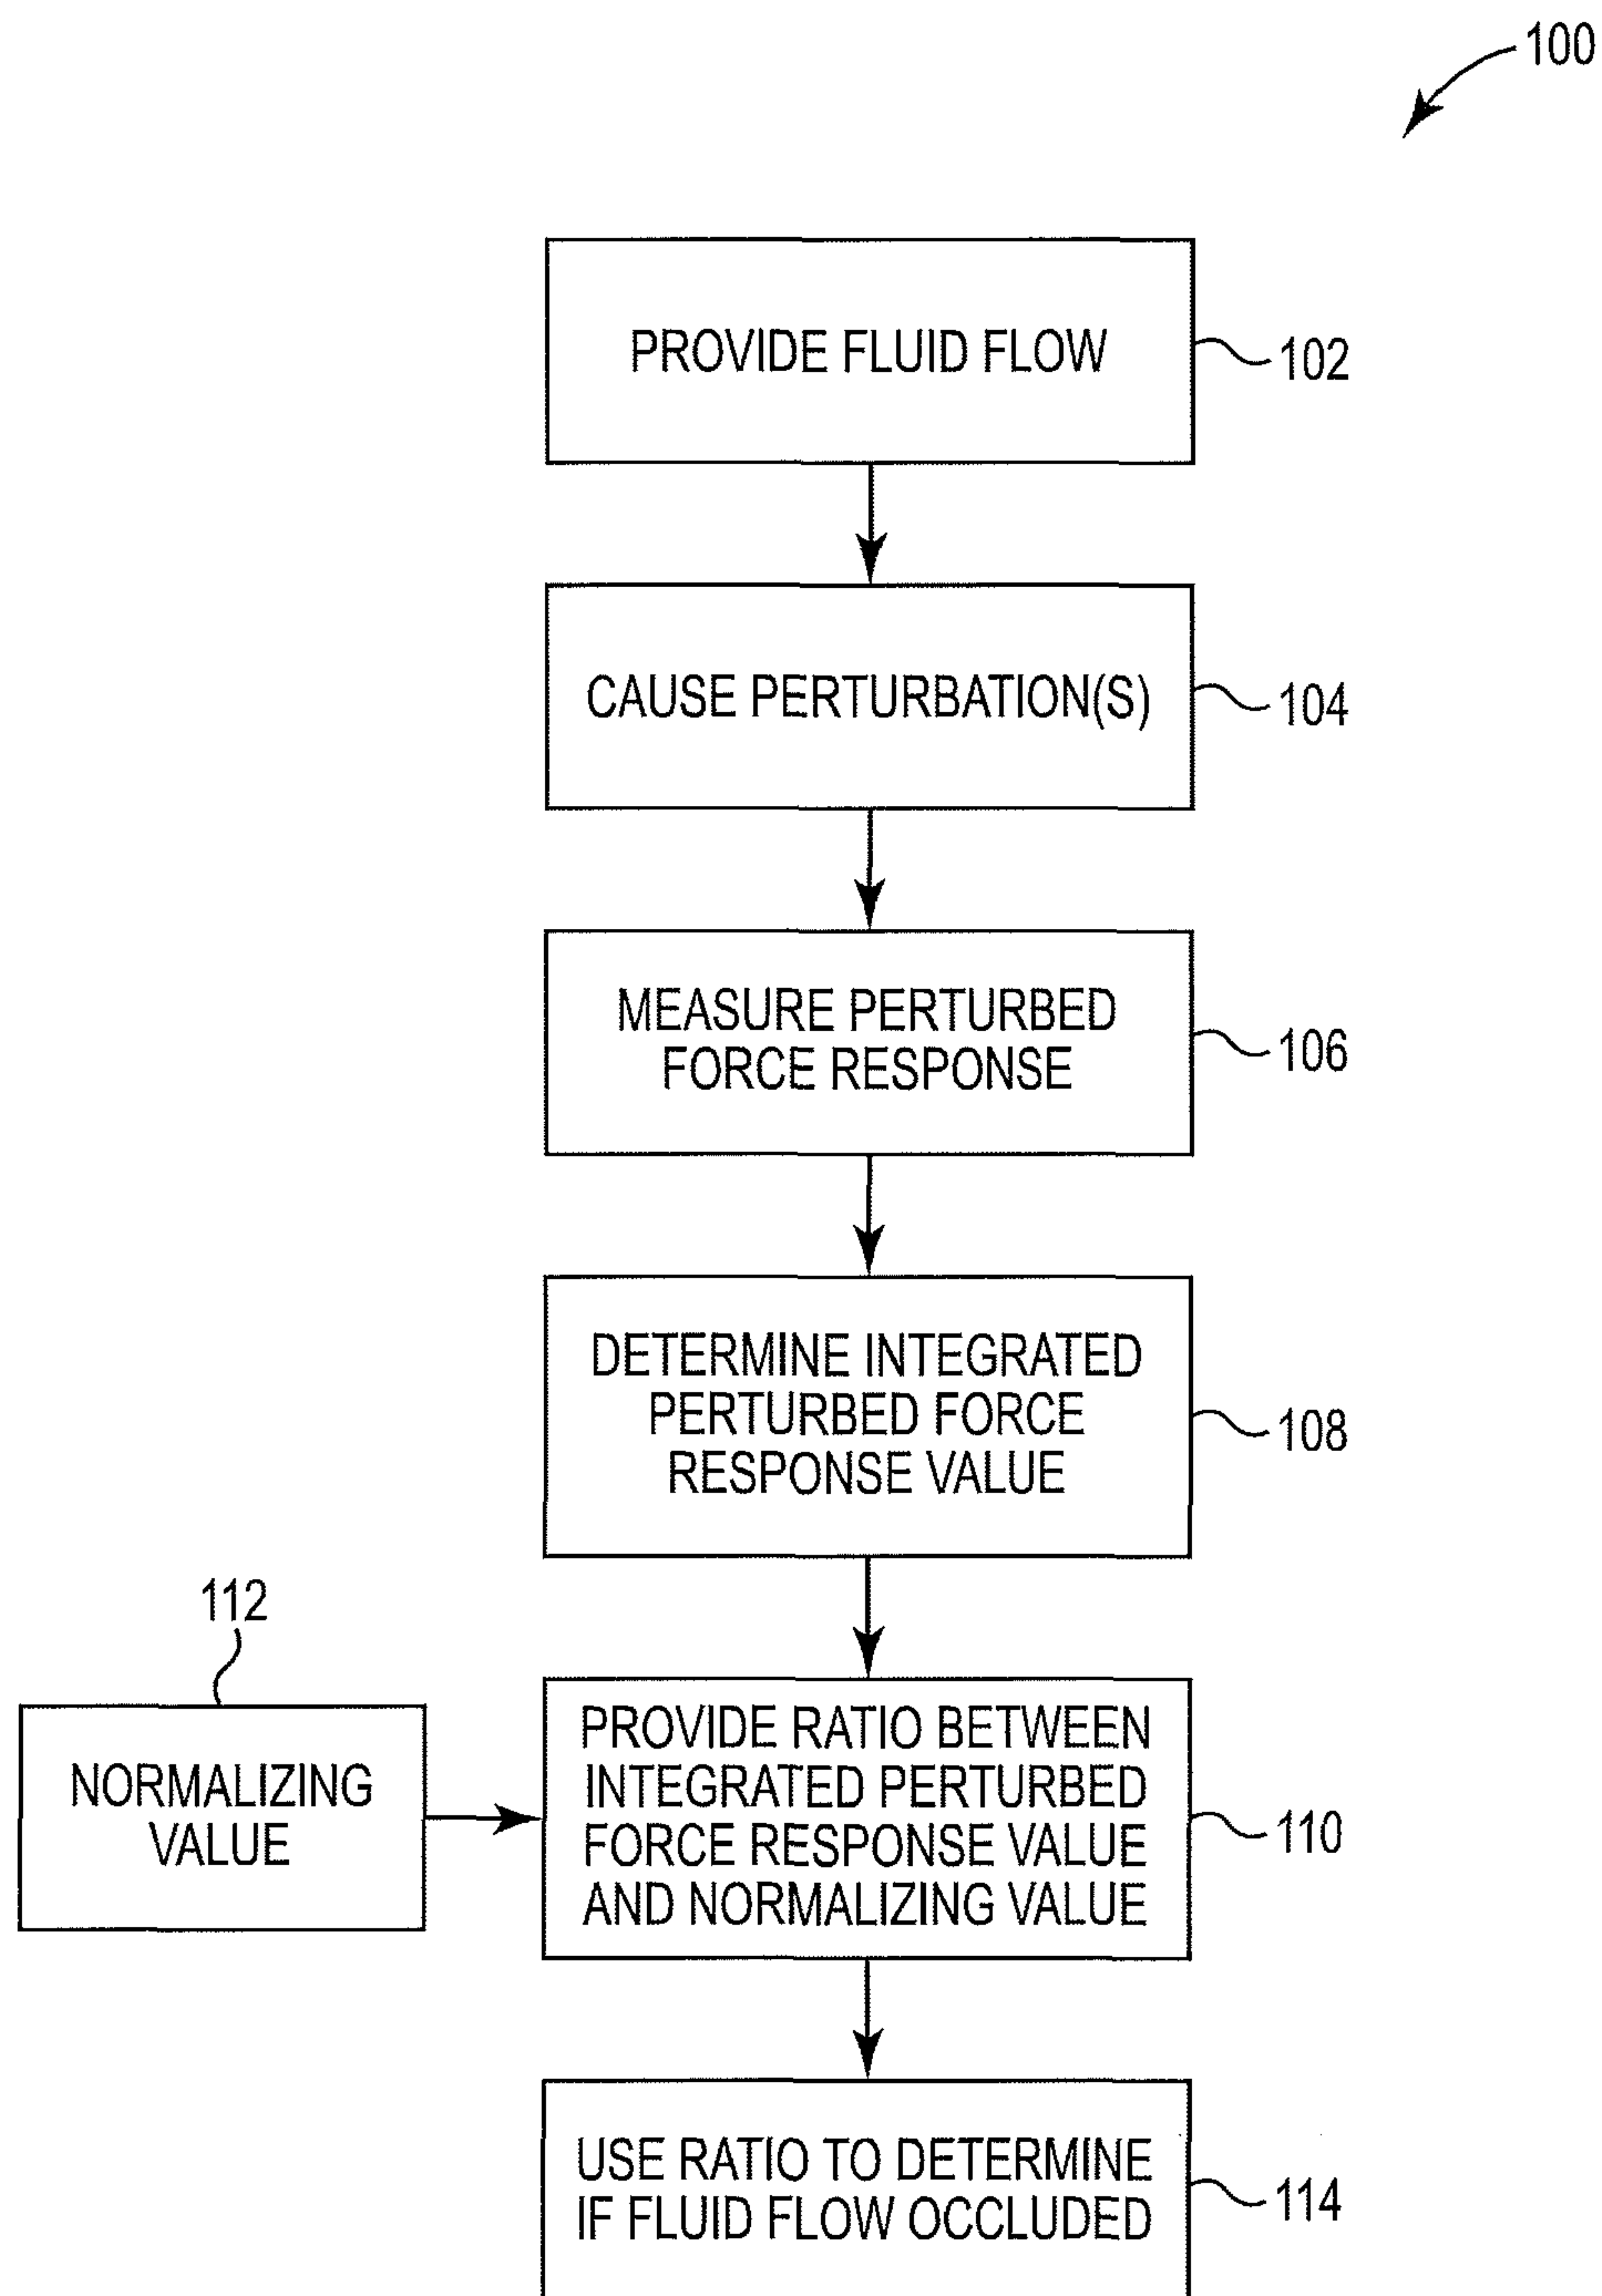 100
PROVIDE FLUID FLOW
102
CAUSE PERTURBATION(S)
104
MEASURE PERTURBED
FORCE RESPONSE
106
DETERMINE INTEGRATED
PERTURBED FORCE
RESPONSE VALUE
108
112
NORMALIZING
VALUE
PROVIDE RATIO BETWEEN
INTEGRATED PERTURBED
FORCE RESPONSE VALUE
AND NORMALIZING VALUE
110
USE RATIO TO DETERMINE
IF FLUID FLOW OCCLUDED
114